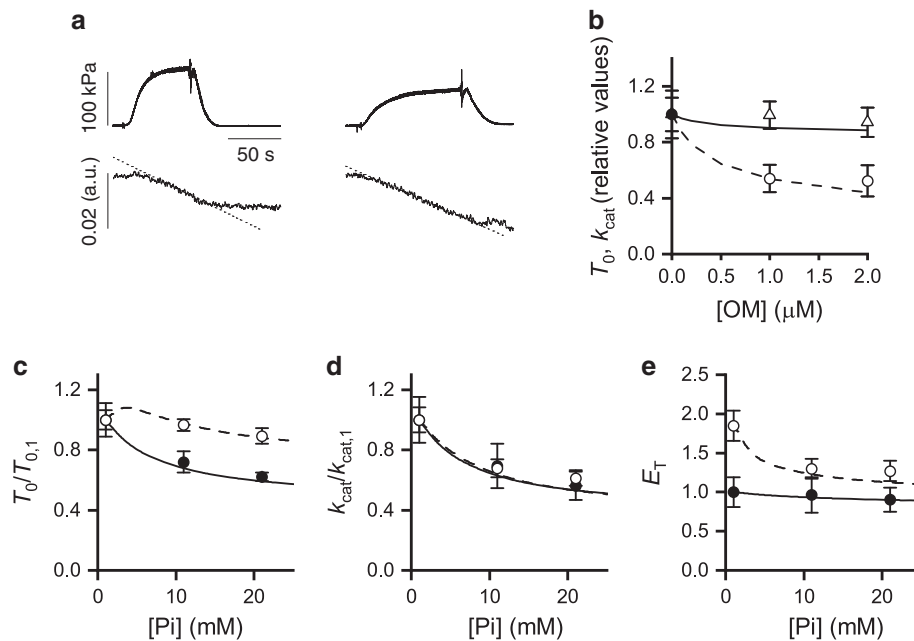 a
100 kPa
50 s
0.02 (a.u.)
b
T0, kcat (relative values)
1.2
0.8
0.4
0.0
0.0 0.5 1.0 1.5 2.0
[OM] (μM)
c
T0/T0,1
1.2
0.8
0.4
0.0
0 10 20
[Pi] (mM)
d
kcat/kcat,1
1.2
0.8
0.4
0.0
0 10 20
[Pi] (mM)
e
ET
2.5
2.0
1.5
1.0
0.5
0.0
0 10 20
[Pi] (mM)